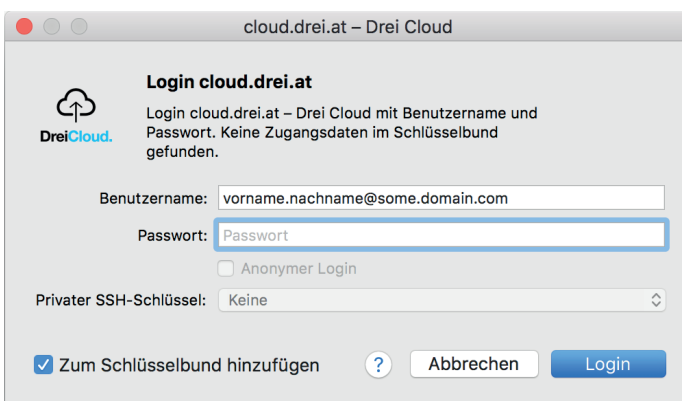 cloud.drei.at – Drei Cloud
Login cloud.drei.at
Login cloud.drei.at – Drei Cloud mit Benutzername und
Passwort. Keine Zugangsdaten im Schlüsselbund
gefunden.
DreiCloud.
Benutzername: vorname.nachname@some.domain.com
Passwort: Passwort
Anonymer Login
Privater SSH-Schlüssel: Keine
Zum Schlüsselbund hinzufügen ? Abbrechen Login